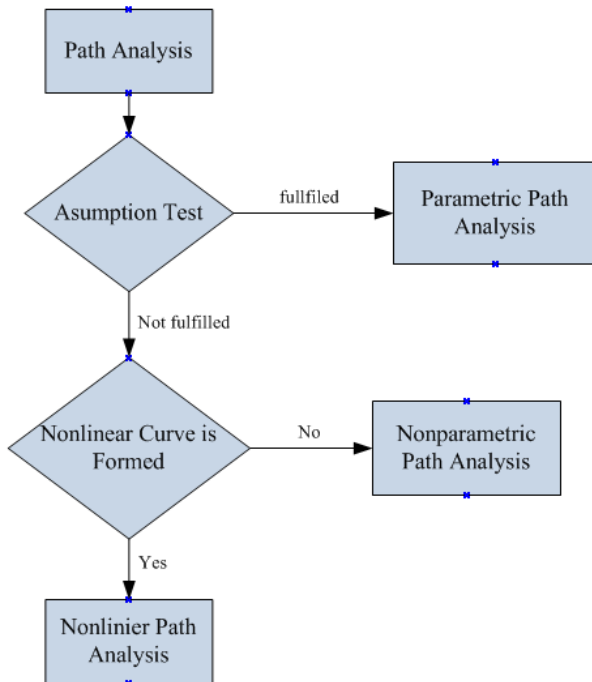 Path Analysis
Asumption Test
fullfiled
Parametric Path
Analysis
Not fulfilled
Nonlinear Curve is
Formed
No
Nonparametric
Path Analysis
Yes
Nonlinier Path
Analysis